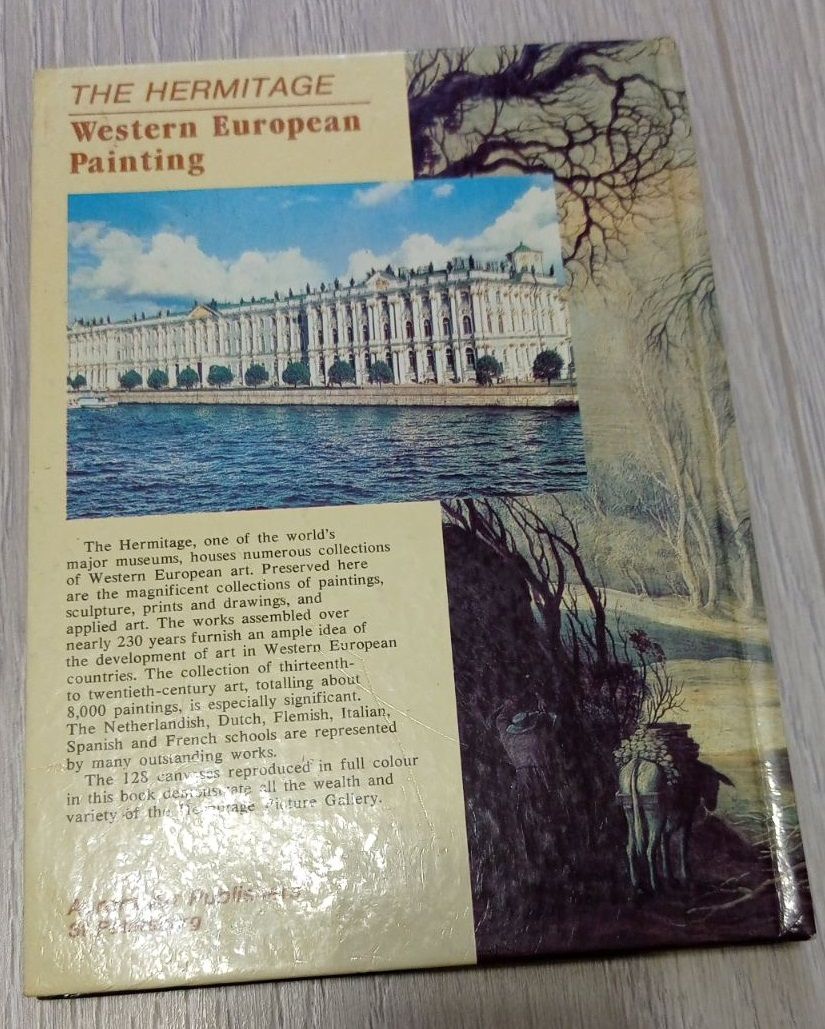 THE HERMITAGE
Western European
Painting
The Hermitage, one of the world's
major museums, houses numerous collections
of Western European art. Preserved here
are the magnificent collections of paintings,
sculpture, prints and drawings, and
applied art. The works assembled over
nearly 230 years furnish an ample idea of
the development of art in Western European
countries. The collection of thirteenth-
to twentieth-century art, totalling about
8,000 paintings, is especially significant.
The Netherlandish, Dutch, Flemish, Italian,
Spanish and French schools are represented
by many outstanding works.
The 128 canvases reproduced in full colour
in this book demonstrate all the wealth and
variety of the Hermitage Picture Gallery.
Publishers
St Petersburg